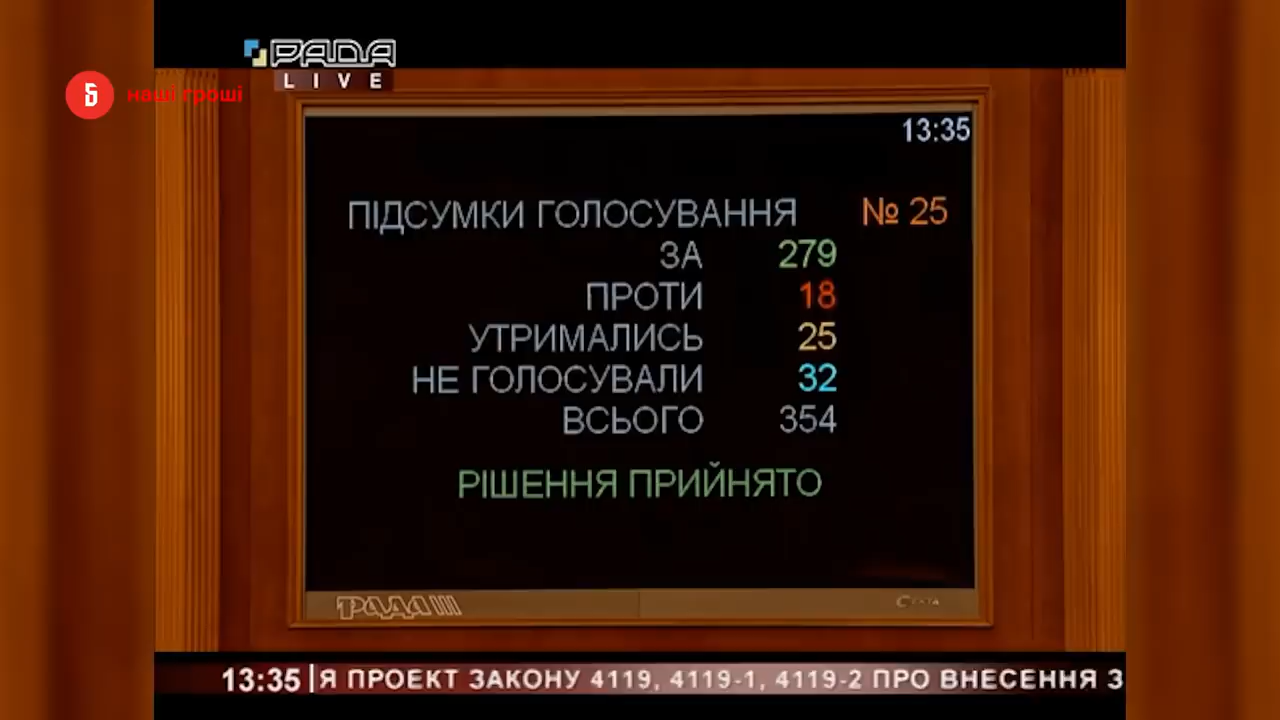 РАДА
LIVE
Б наші гроші
13:35
ПІДСУМКИ ГОЛОСУВАННЯ № 25
ЗА 279
ПРОТИ 18
УТРИМАЛИСЬ 25
НЕ ГОЛОСУВАЛИ 32
ВСЬОГО 354
РІШЕННЯ ПРИЙНЯТО
РАДА III
13:35 Я ПРОЕКТ ЗАКОНУ 4119, 4119-1, 4119-2 ПРО ВНЕСЕННЯ З